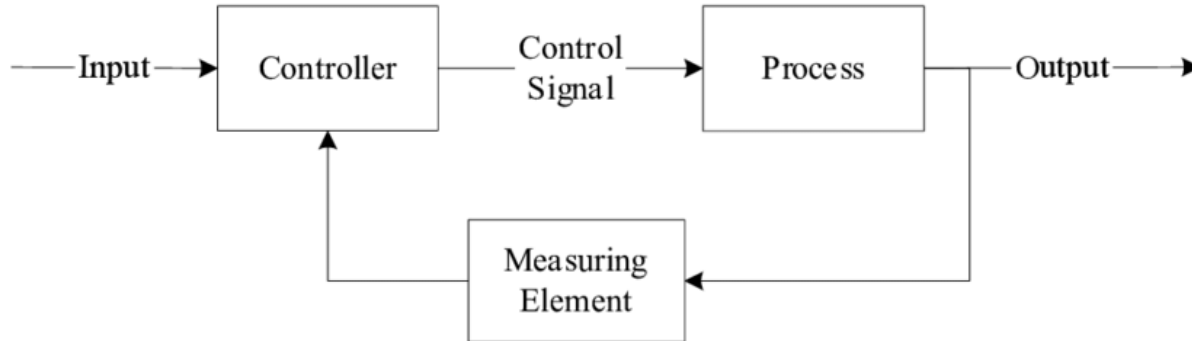 Input
Controller
Control
Signal
Process
Output
Measuring
Element